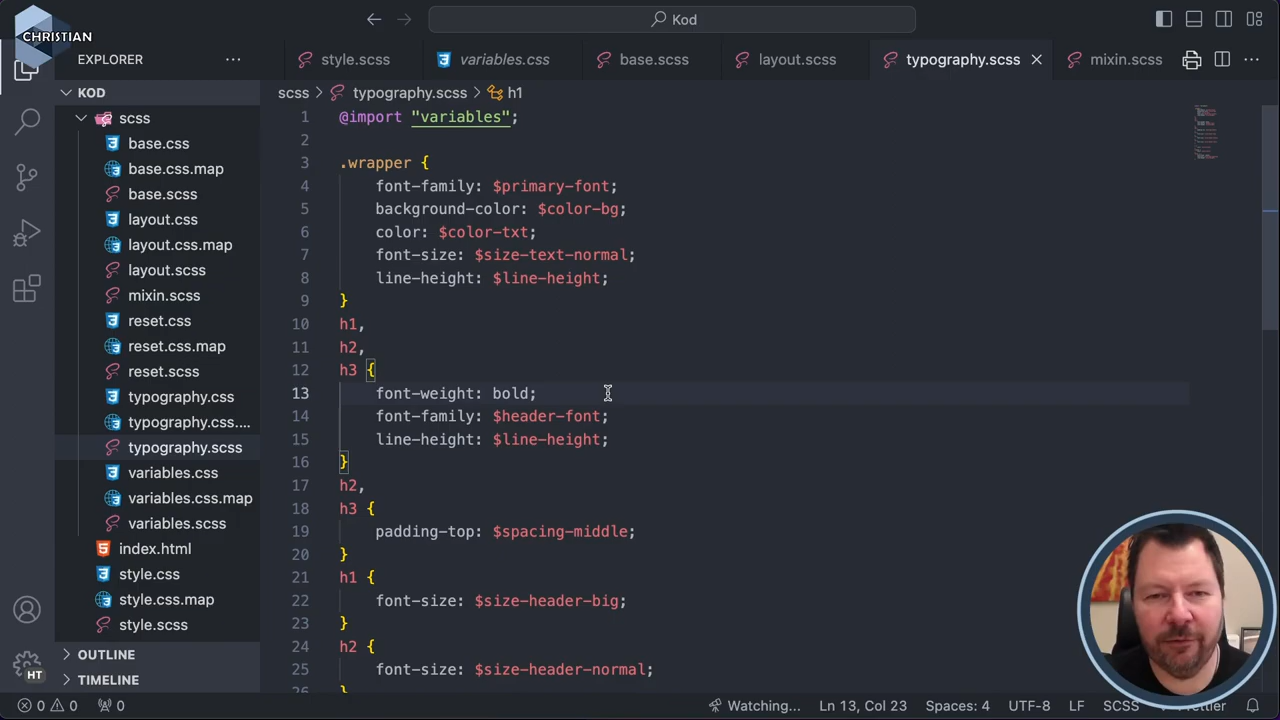 CHRISTIAN
Kod
EXPLORER
style.scss
variables.css
base.scss
layout.scss
typography.scss
mixin.scss
KOD
scss
base.css
base.css.map
base.scss
layout.css
layout.css.map
layout.scss
mixin.scss
reset.css
reset.css.map
reset.scss
typography.css
typography.css....
typography.scss
variables.css
variables.css.map
variables.scss
index.html
style.css
style.css.map
style.scss
OUTLINE
TIMELINE
HT
scss > typography.scss > h1
1 @import "variables";
2
3 .wrapper {
4 font-family: $primary-font;
5 background-color: $color-bg;
6 color: $color-txt;
7 font-size: $size-text-normal;
8 line-height: $line-height;
9 }
10 h1,
11 h2,
12 h3 {
13 font-weight: bold;
14 font-family: $header-font;
15 line-height: $line-height;
16 }
17 h2,
18 h3 {
19 padding-top: $spacing-middle;
20 }
21 h1 {
22 font-size: $size-header-big;
23 }
24 h2 {
25 font-size: $size-header-normal;
26 }
0 0 0 Watching... Ln 13, Col 23 Spaces: 4 UTF-8 LF SCSS Prettier